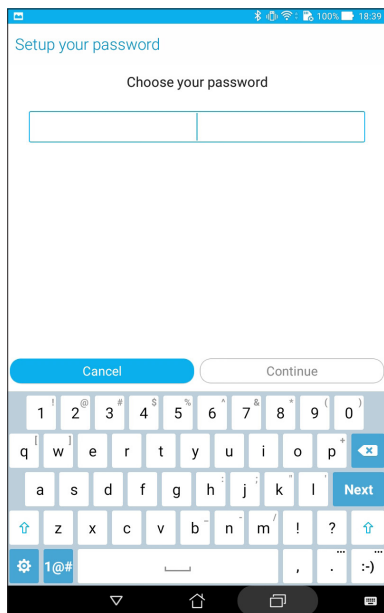 100% 18:39
Setup your password
Choose your password
Cancel Continue
! @ # $ % ^ & * ( )
1 2 3 4 5 6 7 8 9 0
[ ] +
q w e r t y u i o p
: ; " '
a s d f g h j k l Next
- – /
z x c v b n m ! ?
1@# , . :-)